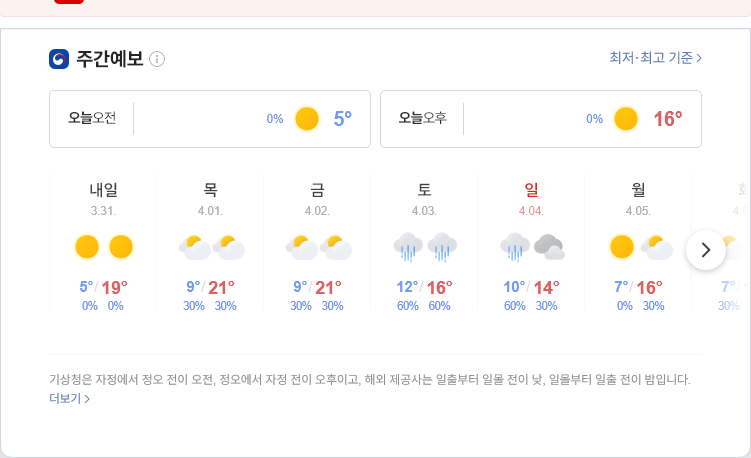 주간예보
최저·최고 기준 >
오늘오전 0% 5°
오늘오후 0% 16°
내일 목 금 토 일 월 화
3.31. 4.01. 4.02. 4.03. 4.04. 4.05.
5°/19° 9°/21° 9°/21° 12°/16° 10°/14° 7°/16° 7°
0% 0% 30% 30% 30% 30% 60% 60% 60% 30% 0% 30% 30%
기상청은 자정에서 정오 전이 오전, 정오에서 자정 전이 오후이고, 해외 제공사는 일출부터 일몰 전이 낮, 일몰부터 일출 전이 밤입니다.
더보기 >